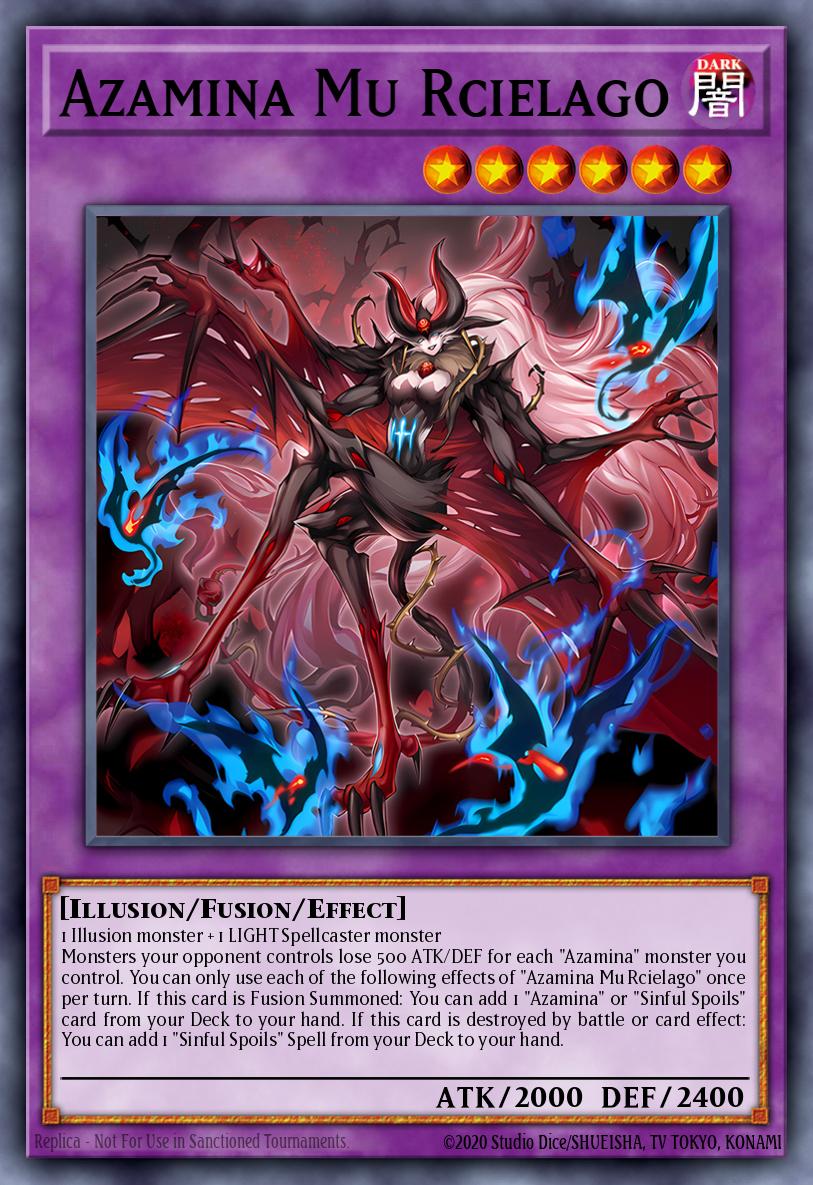 Azamina Mu Rcielago
DARK
闇
[Illusion/Fusion/Effect]
1 Illusion monster + 1 LIGHT Spellcaster monster
Monsters your opponent controls lose 500 ATK/DEF for each "Azamina" monster you
control. You can only use each of the following effects of "Azamina Mu Rcielago" once
per turn. If this card is Fusion Summoned: You can add 1 "Azamina" or "Sinful Spoils"
card from your Deck to your hand. If this card is destroyed by battle or card effect:
You can add 1 "Sinful Spoils" Spell from your Deck to your hand.
ATK/2000 DEF/2400
Replica - Not For Use in Sanctioned Tournaments.
©2020 Studio Dice/SHUEISHA, TV TOKYO, KONAMI